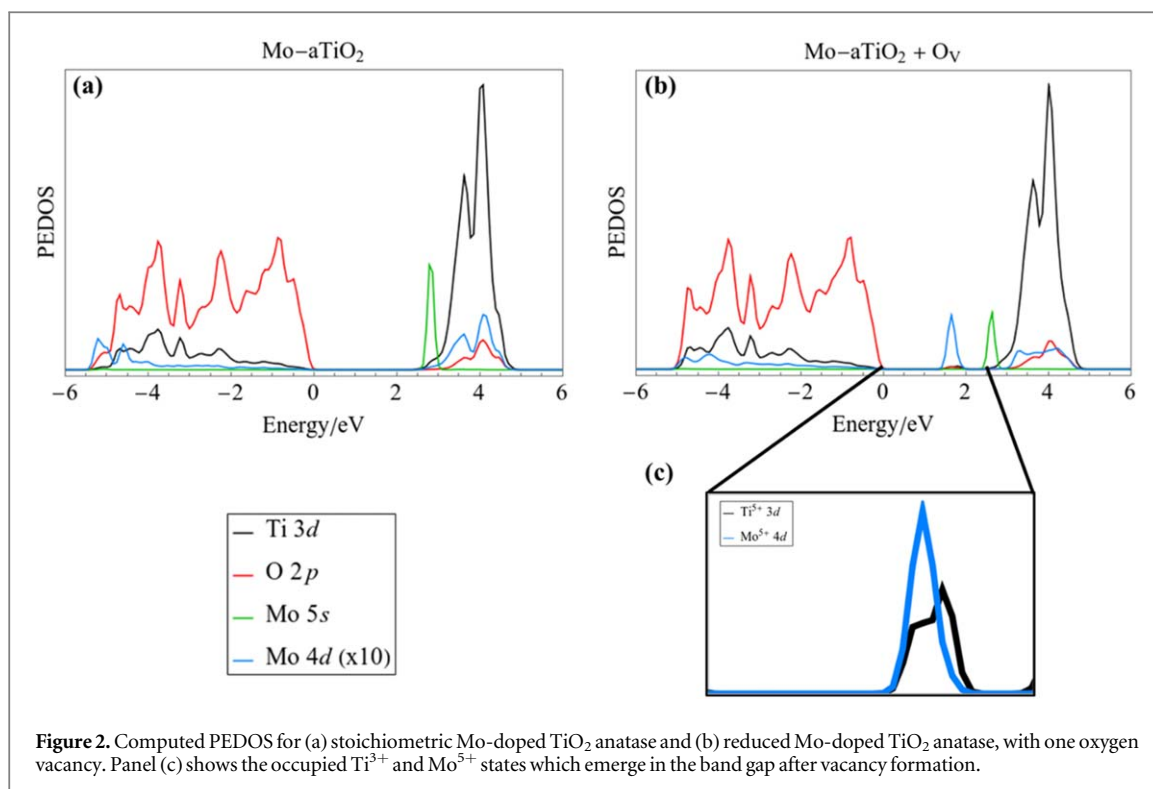 Mo–aTiO₂
(a)
PEDOS
−6 −4 −2 0 2 4 6
Energy/eV
Mo–aTiO₂ + O_V
(b)
PEDOS
−6 −4 −2 0 2 4 6
Energy/eV
(c)
Ti 3d
O 2p
Mo 5s
Mo 4d (x10)
Ti⁵⁺ 3d
Mo⁵⁺ 4d
Figure 2. Computed PEDOS for (a) stoichiometric Mo-doped TiO₂ anatase and (b) reduced Mo-doped TiO₂ anatase, with one oxygen
vacancy. Panel (c) shows the occupied Ti³⁺ and Mo⁵⁺ states which emerge in the band gap after vacancy formation.